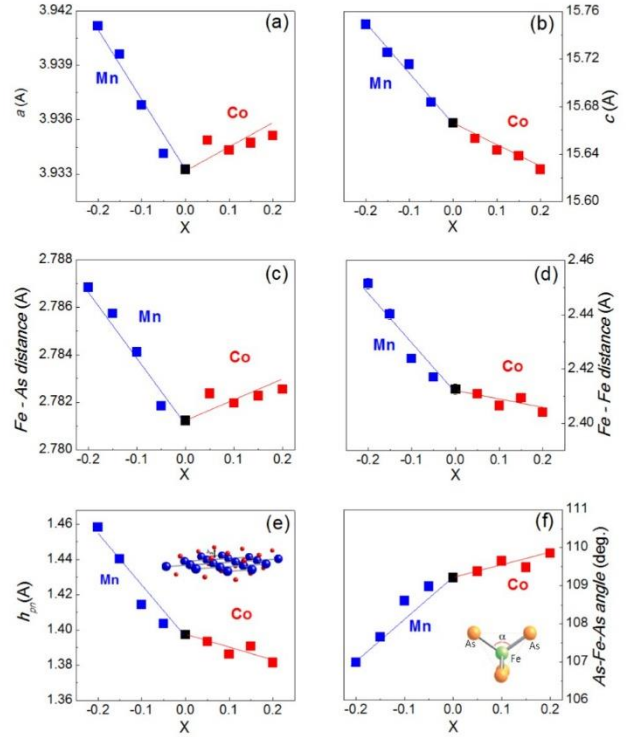 3.942
3.939
3.936
3.933
a (A)
(a)
Mn
Co
-0.2 -0.1 0.0 0.1 0.2
X
(b)
15.76
15.72
15.68
15.64
15.60
c (A)
Mn
Co
-0.2 -0.1 0.0 0.1 0.2
X
2.788
2.786
2.784
2.782
2.780
Fe - As distance (A)
(c)
Mn
Co
-0.2 -0.1 0.0 0.1 0.2
X
(d)
2.46
2.44
2.42
2.40
Fe - Fe distance (A)
Mn
Co
-0.2 -0.1 0.0 0.1 0.2
X
1.46
1.44
1.42
1.40
1.38
1.36
hpn(A)
(e)
Mn
Co
-0.2 -0.1 0.0 0.1 0.2
X
(f)
111
110
109
108
107
106
As-Fe-As angle (deg.)
Co
Mn
α
As
As
Fe
-0.2 -0.1 0.0 0.1 0.2
X